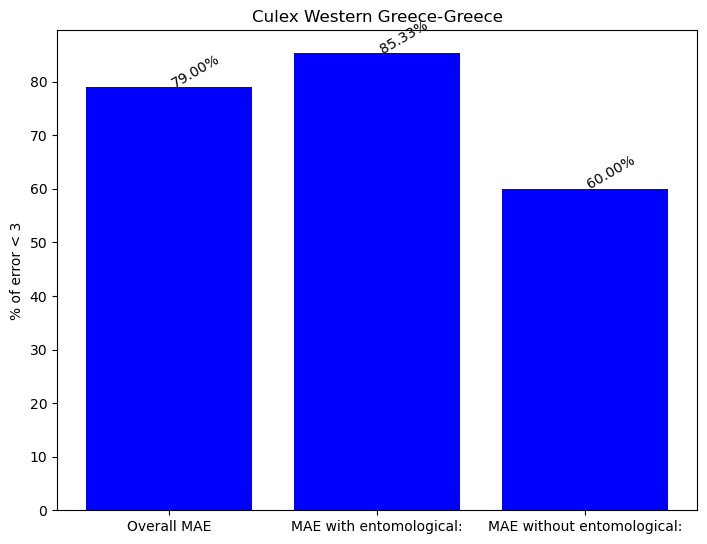 Culex Western Greece-Greece
79.00%
85.33%
60.00%
% of error < 3
80
70
60
50
40
30
20
10
0
Overall MAE
MAE with entomological:
MAE without entomological: